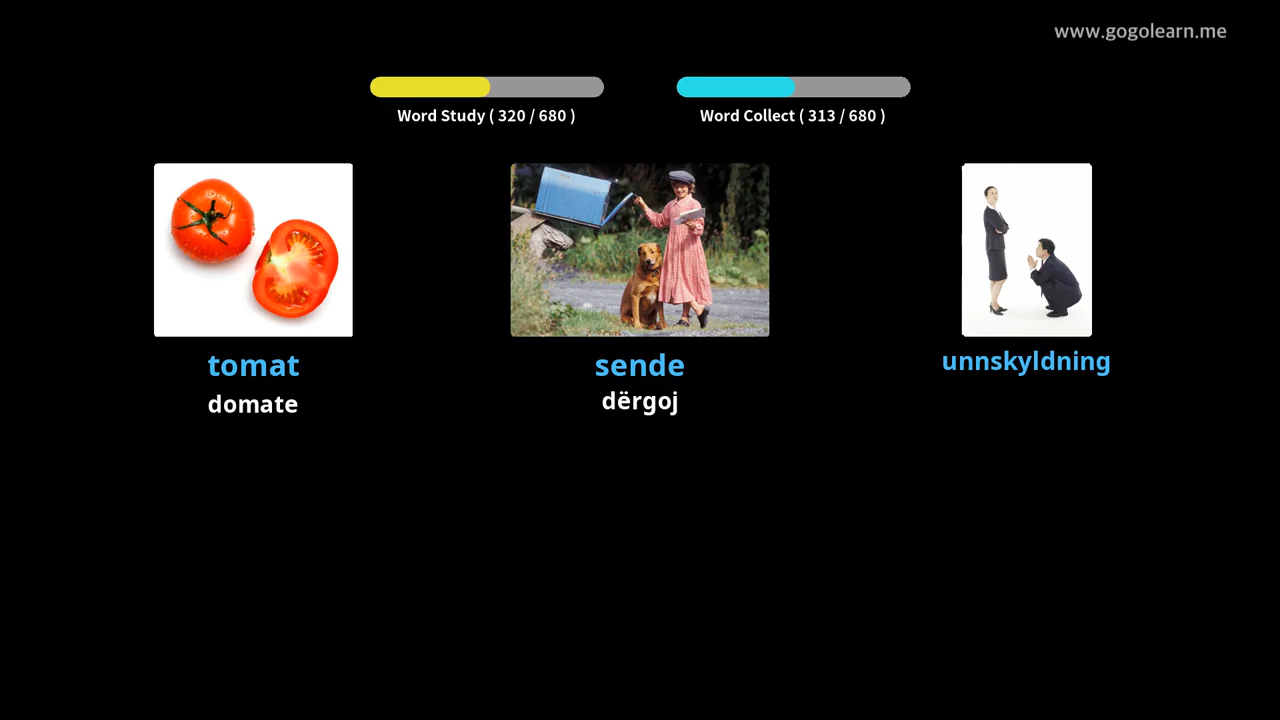 www.gogolearn.me
Word Study ( 320 / 680 )
Word Collect ( 313 / 680 )
tomat
domate
sende
dërgoj
unnskyldning